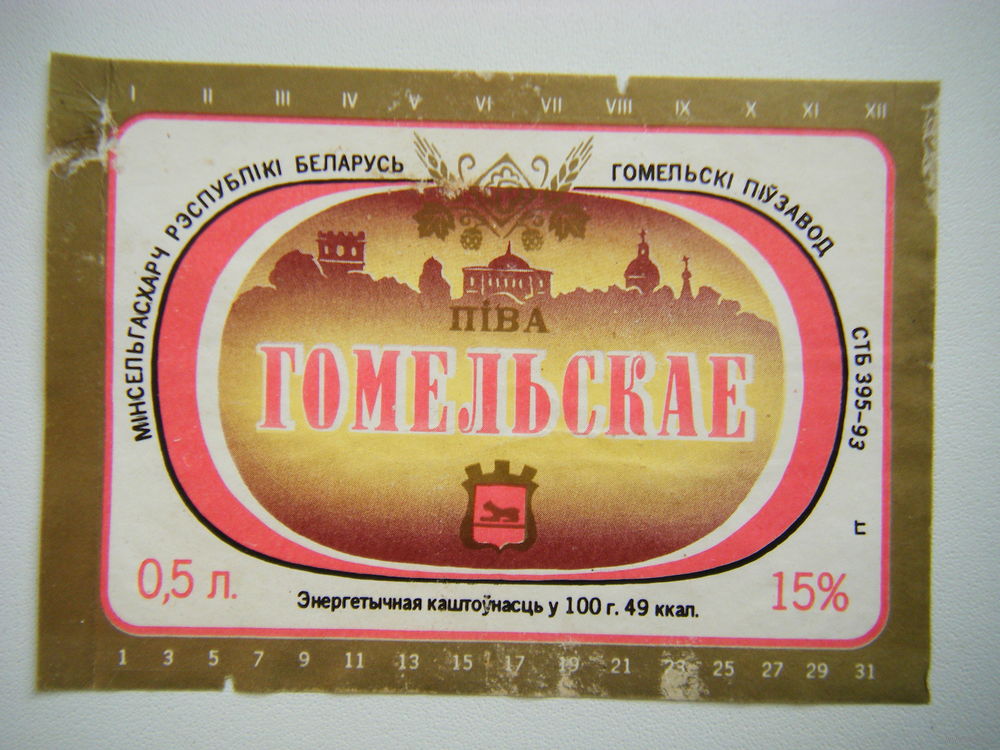 I II III IV V VI VII VIII IX X XI XII
МІНСЕЛЬГАСХАРЧ РЭСПУБЛІКІ БЕЛАРУСЬ
ГОМЕЛЬСКІ ПІЎЗАВОД
ПІВА
ГОМЕЛЬСКАЕ
СТБ 395-93
0,5 л.
15%
Энергетычная каштоўнасць у 100 г. 49 ккал.
1 3 5 7 9 11 13 15 17 19 21 23 25 27 29 31